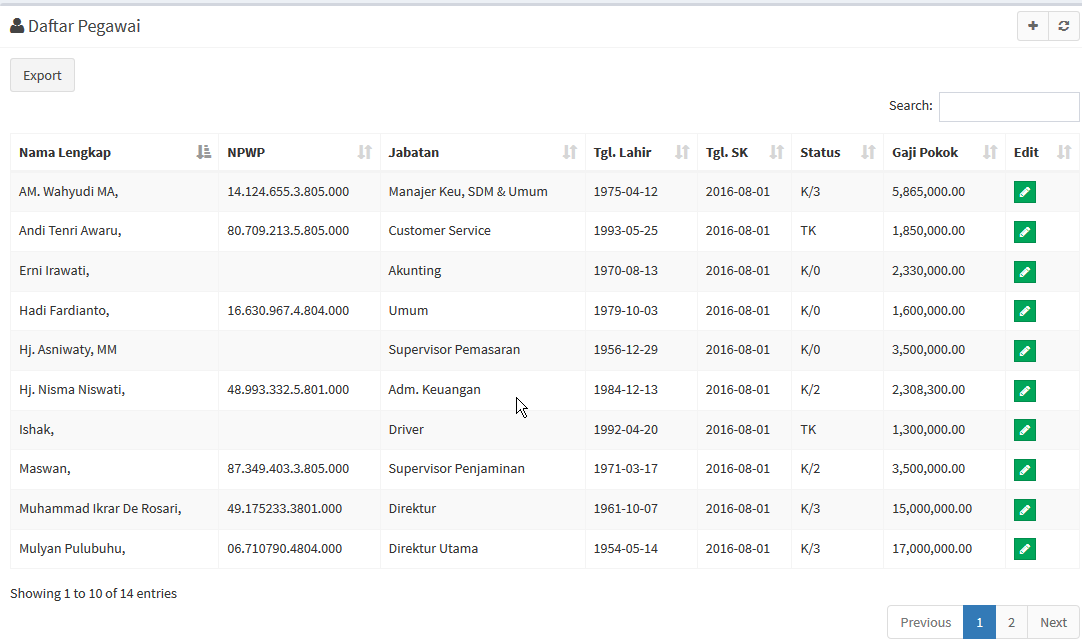 Daftar Pegawai
Export
Search:
Nama Lengkap NPWP Jabatan Tgl. Lahir Tgl. SK Status Gaji Pokok Edit
AM. Wahyudi MA, 14.124.655.3.805.000 Manajer Keu, SDM & Umum 1975-04-12 2016-08-01 K/3 5,865,000.00
Andi Tenri Awaru, 80.709.213.5.805.000 Customer Service 1993-05-25 2016-08-01 TK 1,850,000.00
Erni Irawati, Akunting 1970-08-13 2016-08-01 K/0 2,330,000.00
Hadi Fardianto, 16.630.967.4.804.000 Umum 1979-10-03 2016-08-01 K/0 1,600,000.00
Hj. Asniwaty, MM Supervisor Pemasaran 1956-12-29 2016-08-01 K/0 3,500,000.00
Hj. Nisma Niswati, 48.993.332.5.801.000 Adm. Keuangan 1984-12-13 2016-08-01 K/2 2,308,300.00
Ishak, Driver 1992-04-20 2016-08-01 TK 1,300,000.00
Maswan, 87.349.403.3.805.000 Supervisor Penjaminan 1971-03-17 2016-08-01 K/2 3,500,000.00
Muhammad Ikrar De Rosari, 49.175233.3801.000 Direktur 1961-10-07 2016-08-01 K/3 15,000,000.00
Mulyan Pulubuhu, 06.710790.4804.000 Direktur Utama 1954-05-14 2016-08-01 K/3 17,000,000.00
Showing 1 to 10 of 14 entries
Previous 1 2 Next